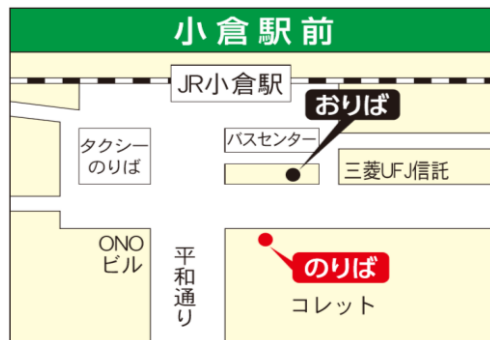 小倉駅前
JR小倉駅
おりば
タクシー
のりば
バスセンター
三菱UFJ信託
ONO
ビル
平和通り
のりば
コレット